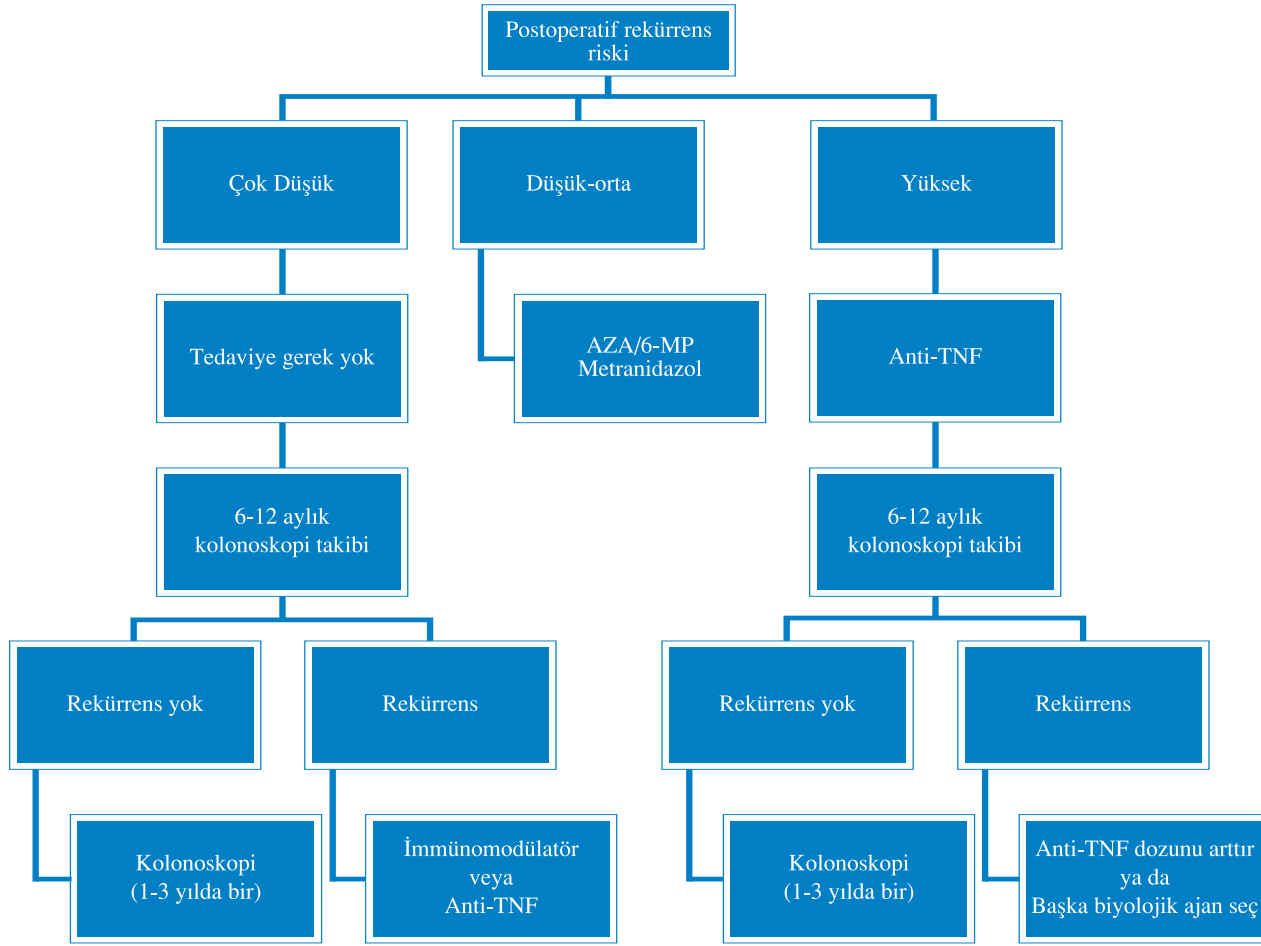 Postoperatif rekürrens
riski
Çok Düşük
Düşük-orta
Yüksek
Tedaviye gerek yok
AZA/6-MP
Metranidazol
Anti-TNF
6-12 aylık
kolonoskopi takibi
6-12 aylık
kolonoskopi takibi
Rekürrens yok
Rekürrens
Rekürrens yok
Rekürrens
Kolonoskopi
(1-3 yılda bir)
İmmünomodülatör
veya
Anti-TNF
Kolonoskopi
(1-3 yılda bir)
Anti-TNF dozunu arttır
ya da
Başka biyolojik ajan seç